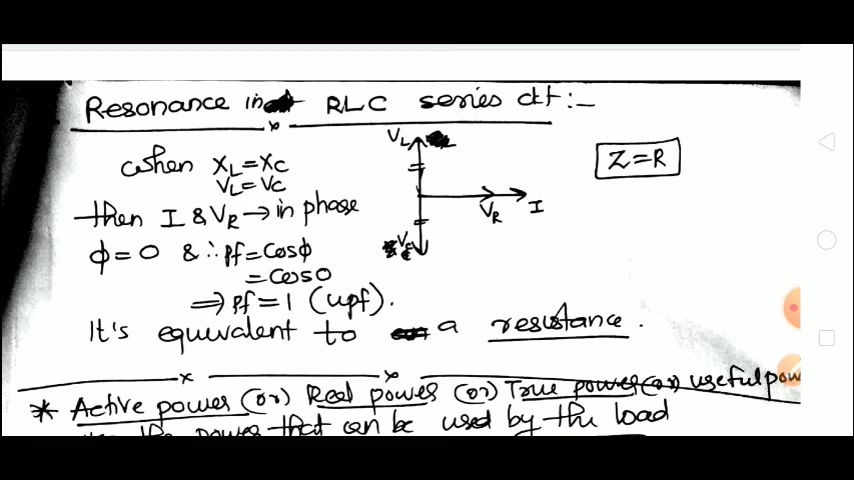 Resonance in RLC series ckt :-
When XL = XC
VL = VC
then I & VR → in phase
φ = 0 & ∴ pf = Cosφ
= Cos0
⇒ pf = 1 (upf).
It's equivalent to a resistance.
VL
VR I
VC
Z = R
* Active power (or) Real power (or) True power (or) useful pow
the power that can be used by the load